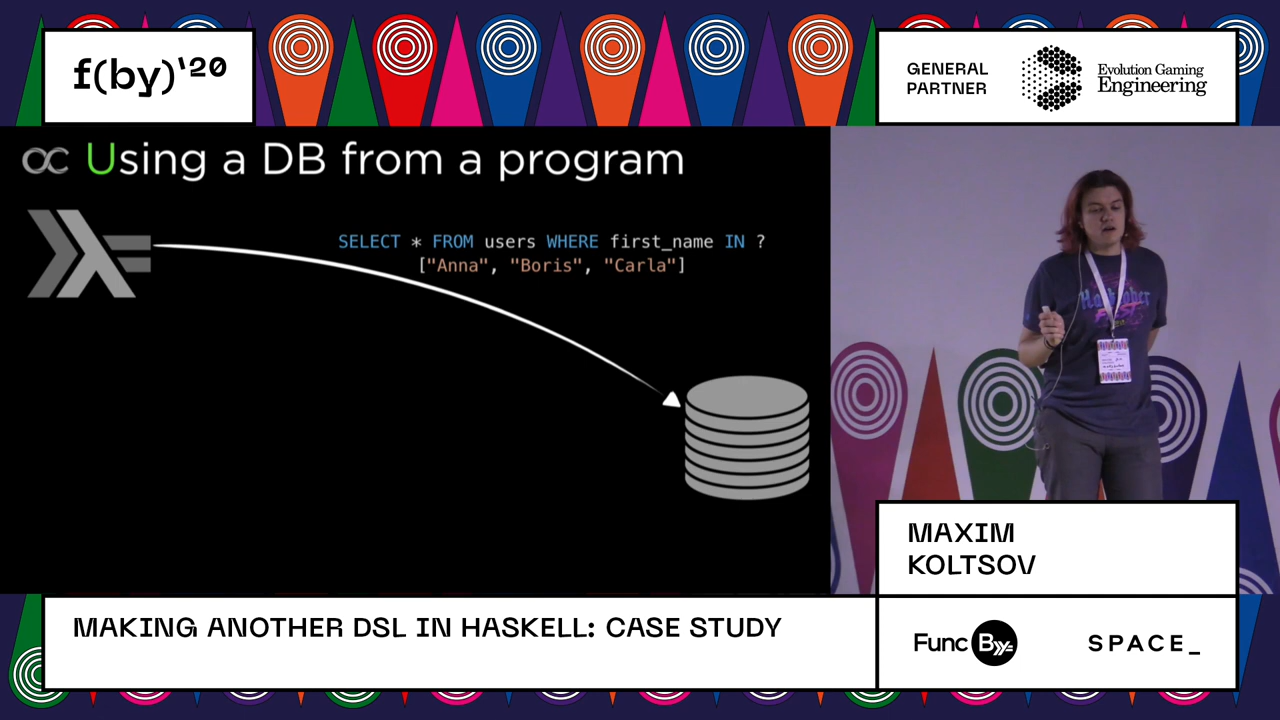 f(by)'20
GENERAL
PARTNER
Evolution Gaming
Engineering
Using a DB from a program
SELECT * FROM users WHERE first_name IN ?
["Anna", "Boris", "Carla"]
MAXIM
KOLTSOV
MAKING ANOTHER DSL IN HASKELL: CASE STUDY
Func By
SPACE_